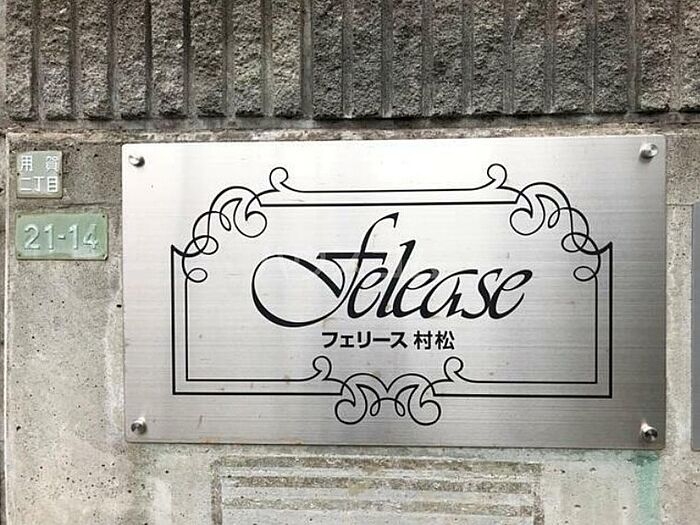 用賀
二丁目
21-14
felease
フェリース 村松